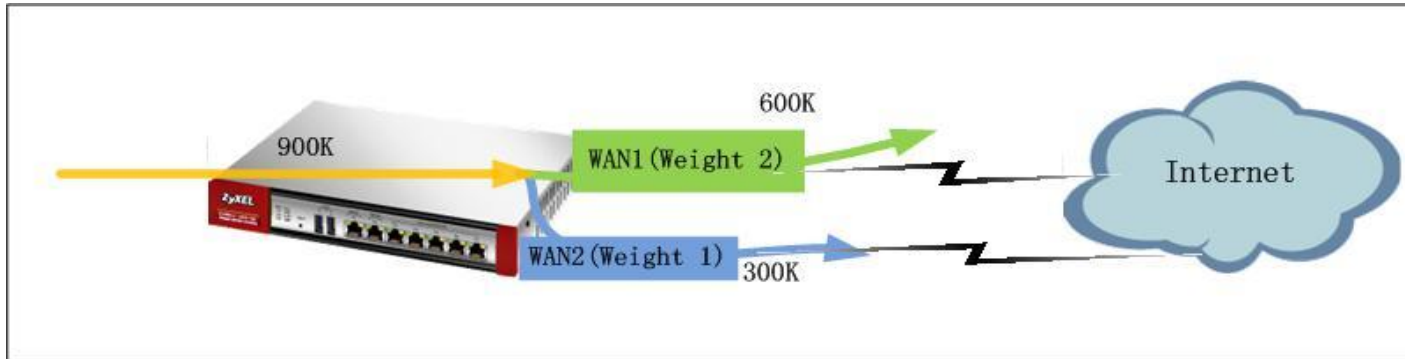 600K
900K
WAN1(Weight 2)
Internet
ZyXEL
WAN2(Weight 1)
300K